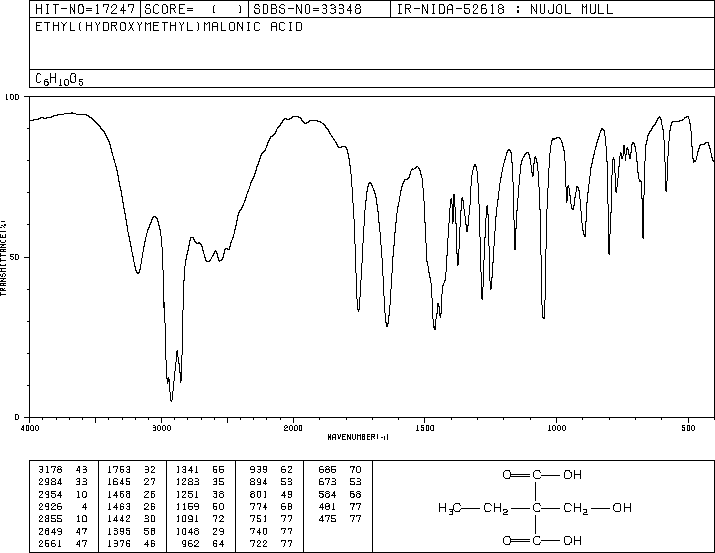 HIT-NO=17247 SCORE= ( ) SDBS-NO=33348 IR-NIDA-52618 : NUJOL MULL
ETHYL(HYDROXYMETHYL)MALONIC ACID
C6H10O5
100
50
0
TRANSMITTANCE(%)
4000 3000 2000 1500 1000 500
WAVENUMBER(-1)
3178 43 1753 32 1341 55 939 62 686 70
2984 33 1645 27 1283 35 894 53 673 53
2954 10 1468 26 1251 38 801 49 584 68
2926 4 1463 26 1159 60 774 68 481 77
2855 10 1442 30 1091 72 751 77 475 77
2649 47 1395 58 1048 29 740 77
2561 47 1376 46 962 64 722 77
O C OH
H3C CH2 C CH2 OH
O C OH